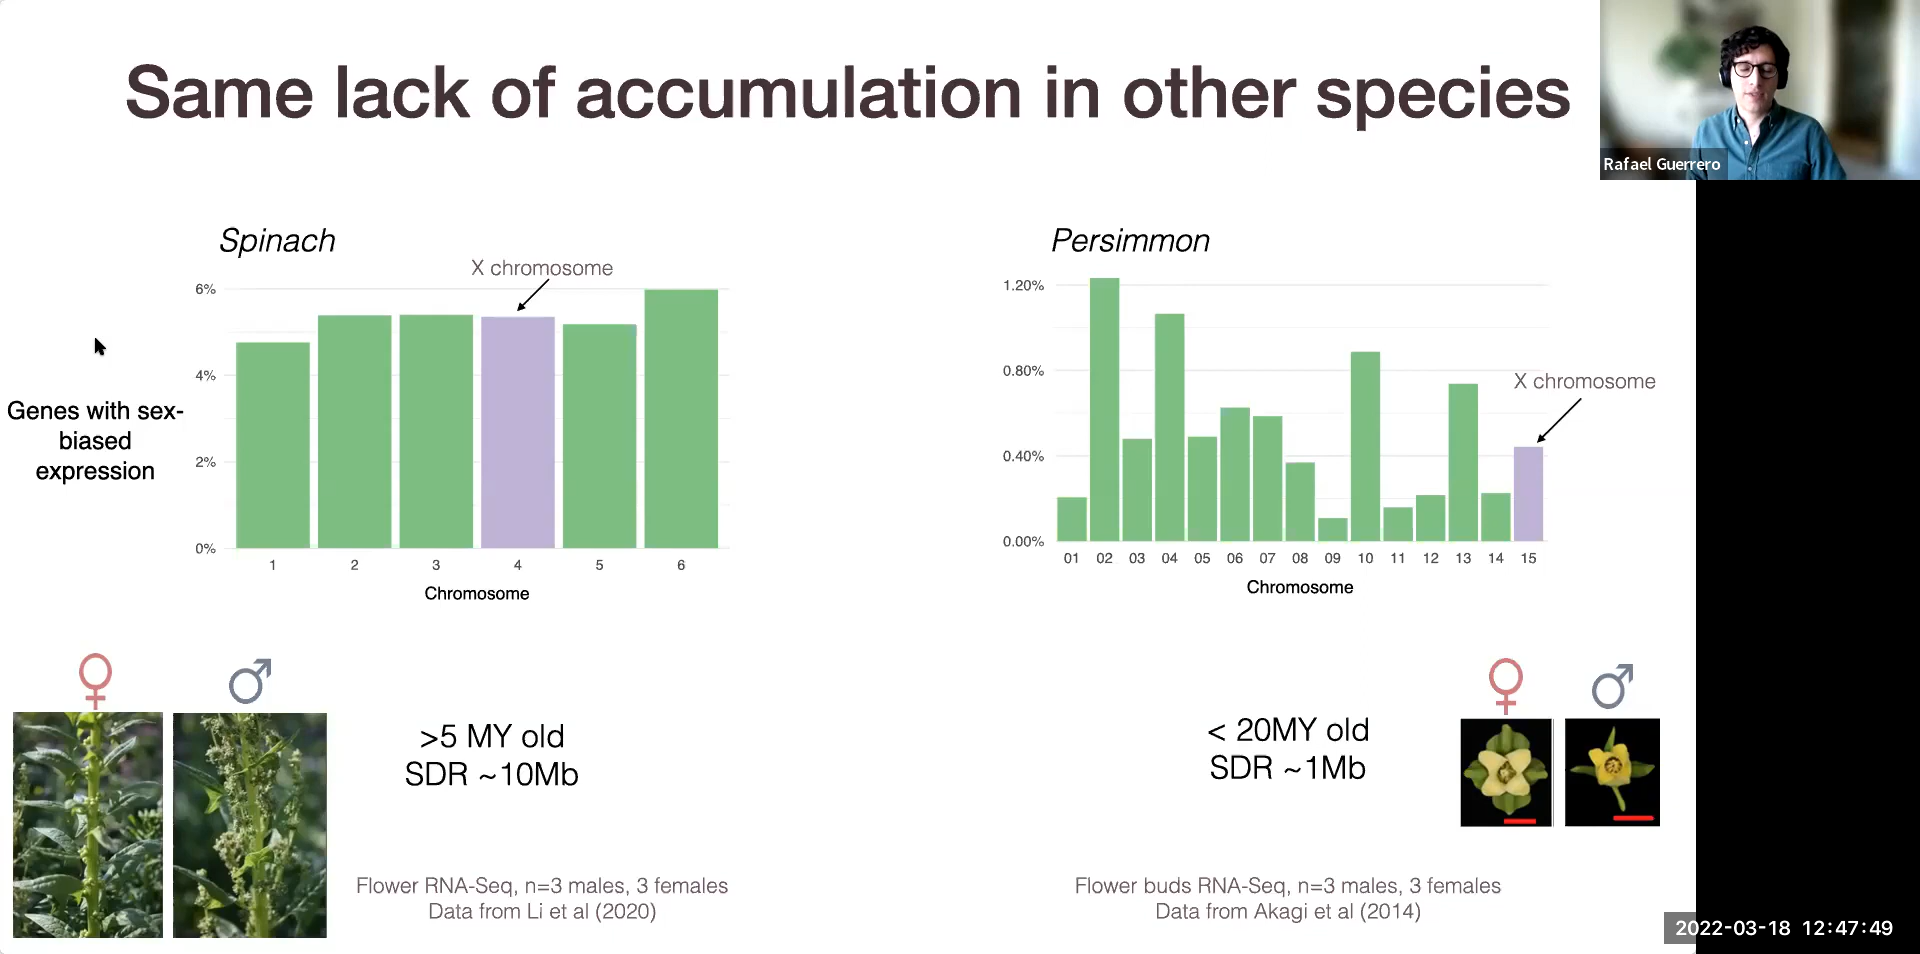 Same lack of accumulation in other species
Rafael Guerrero
Spinach
X chromosome
6%
4%
2%
0%
Genes with sex-
biased
expression
1 2 3 4 5 6
Chromosome
Persimmon
1.20%
0.80%
0.40%
0.00%
X chromosome
01 02 03 04 05 06 07 08 09 10 11 12 13 14 15
Chromosome
>5 MY old
SDR ~10Mb
< 20MY old
SDR ~1Mb
Flower RNA-Seq, n=3 males, 3 females
Data from Li et al (2020)
Flower buds RNA-Seq, n=3 males, 3 females
Data from Akagi et al (2014)
2022-03-18 12:47:49